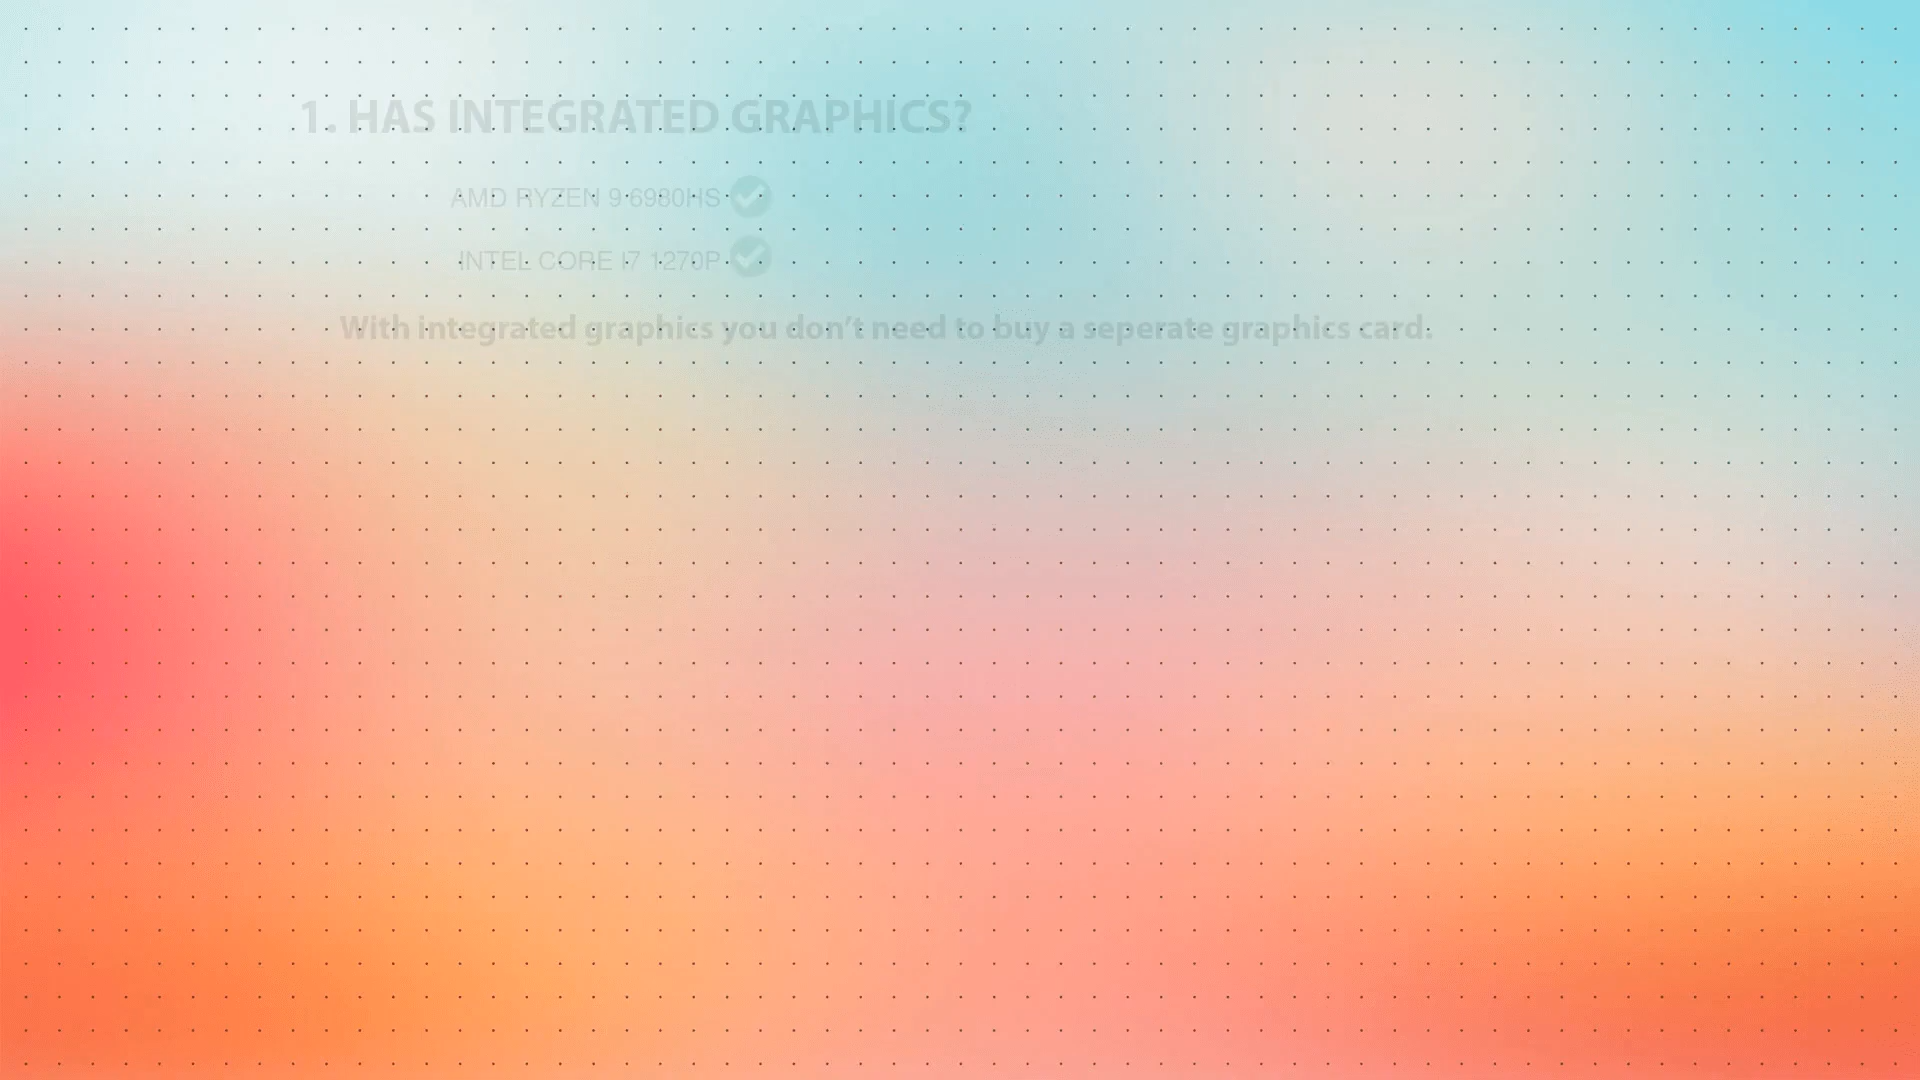 1. HAS INTEGRATED GRAPHICS?
AMD RYZEN 9 6980HS
INTEL CORE I7 1270P
With integrated graphics you don't need to buy a seperate graphics card.